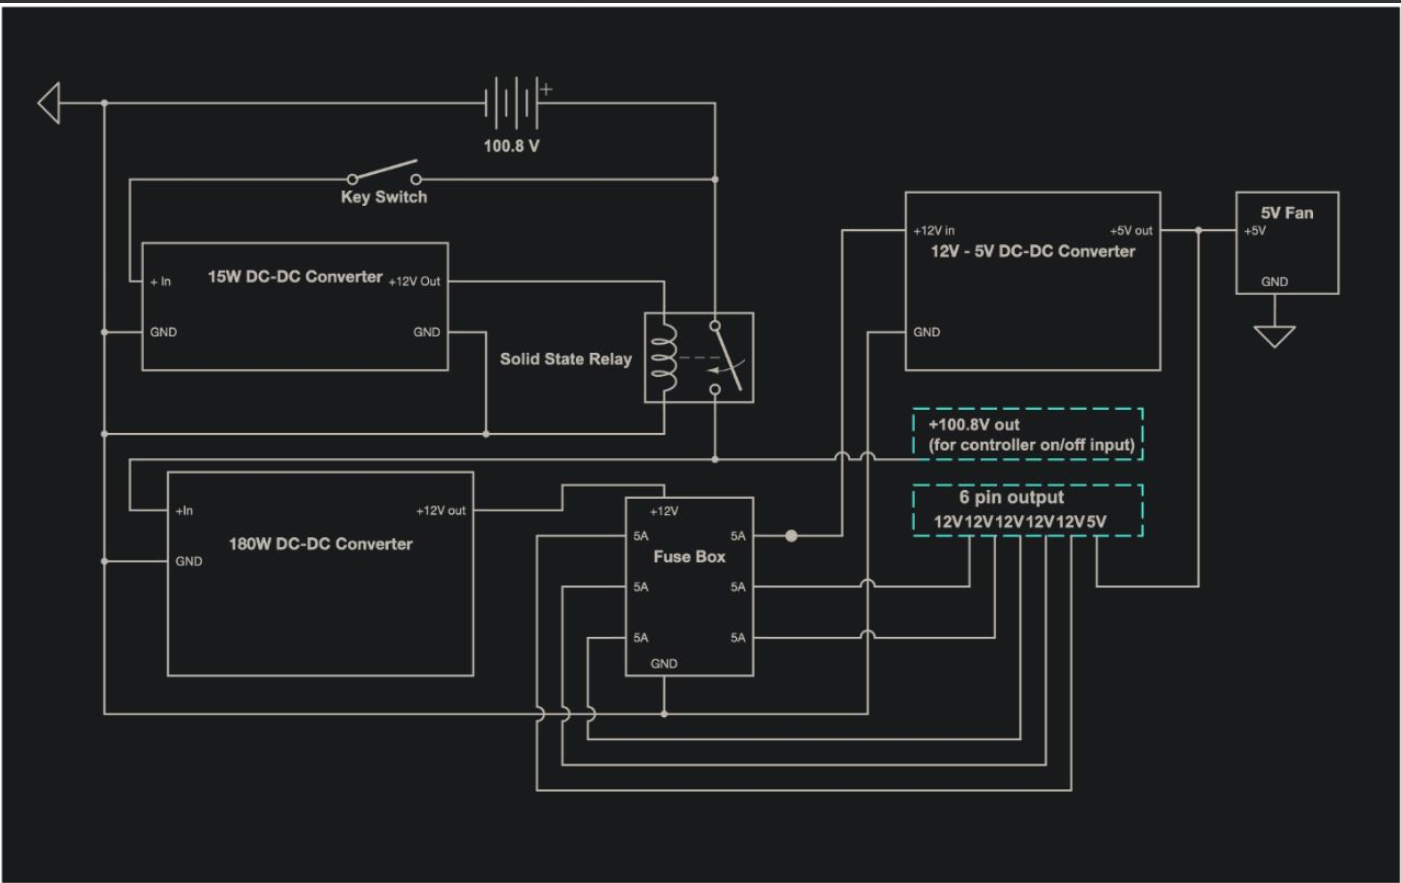 +
100.8 V
Key Switch
15W DC-DC Converter
+ In
+12V Out
GND
GND
Solid State Relay
+12V in
+5V out
12V - 5V DC-DC Converter
GND
5V Fan
+5V
GND
+100.8V out
(for controller on/off input)
6 pin output
12V12V12V12V12V5V
+In
+12V out
180W DC-DC Converter
GND
+12V
5A
5A
Fuse Box
5A
5A
5A
5A
GND